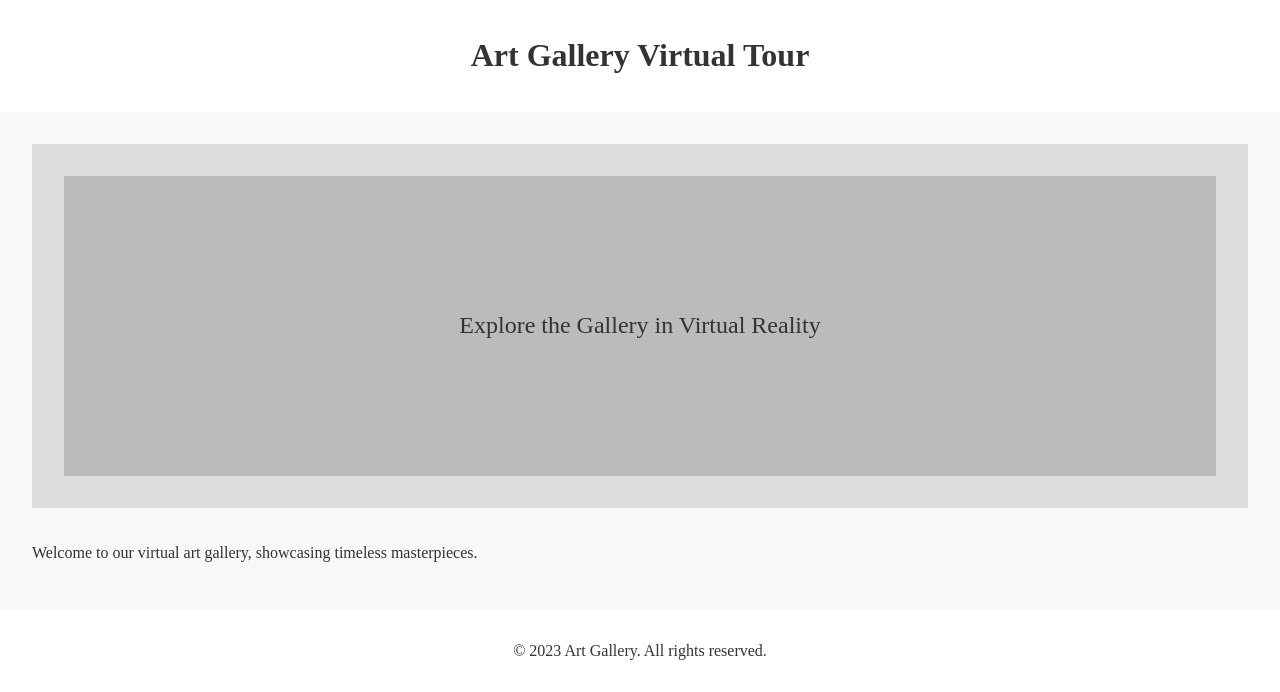 Art Gallery Virtual Tour
Explore the Gallery in Virtual Reality
Welcome to our virtual art gallery, showcasing timeless masterpieces.
© 2023 Art Gallery. All rights reserved.